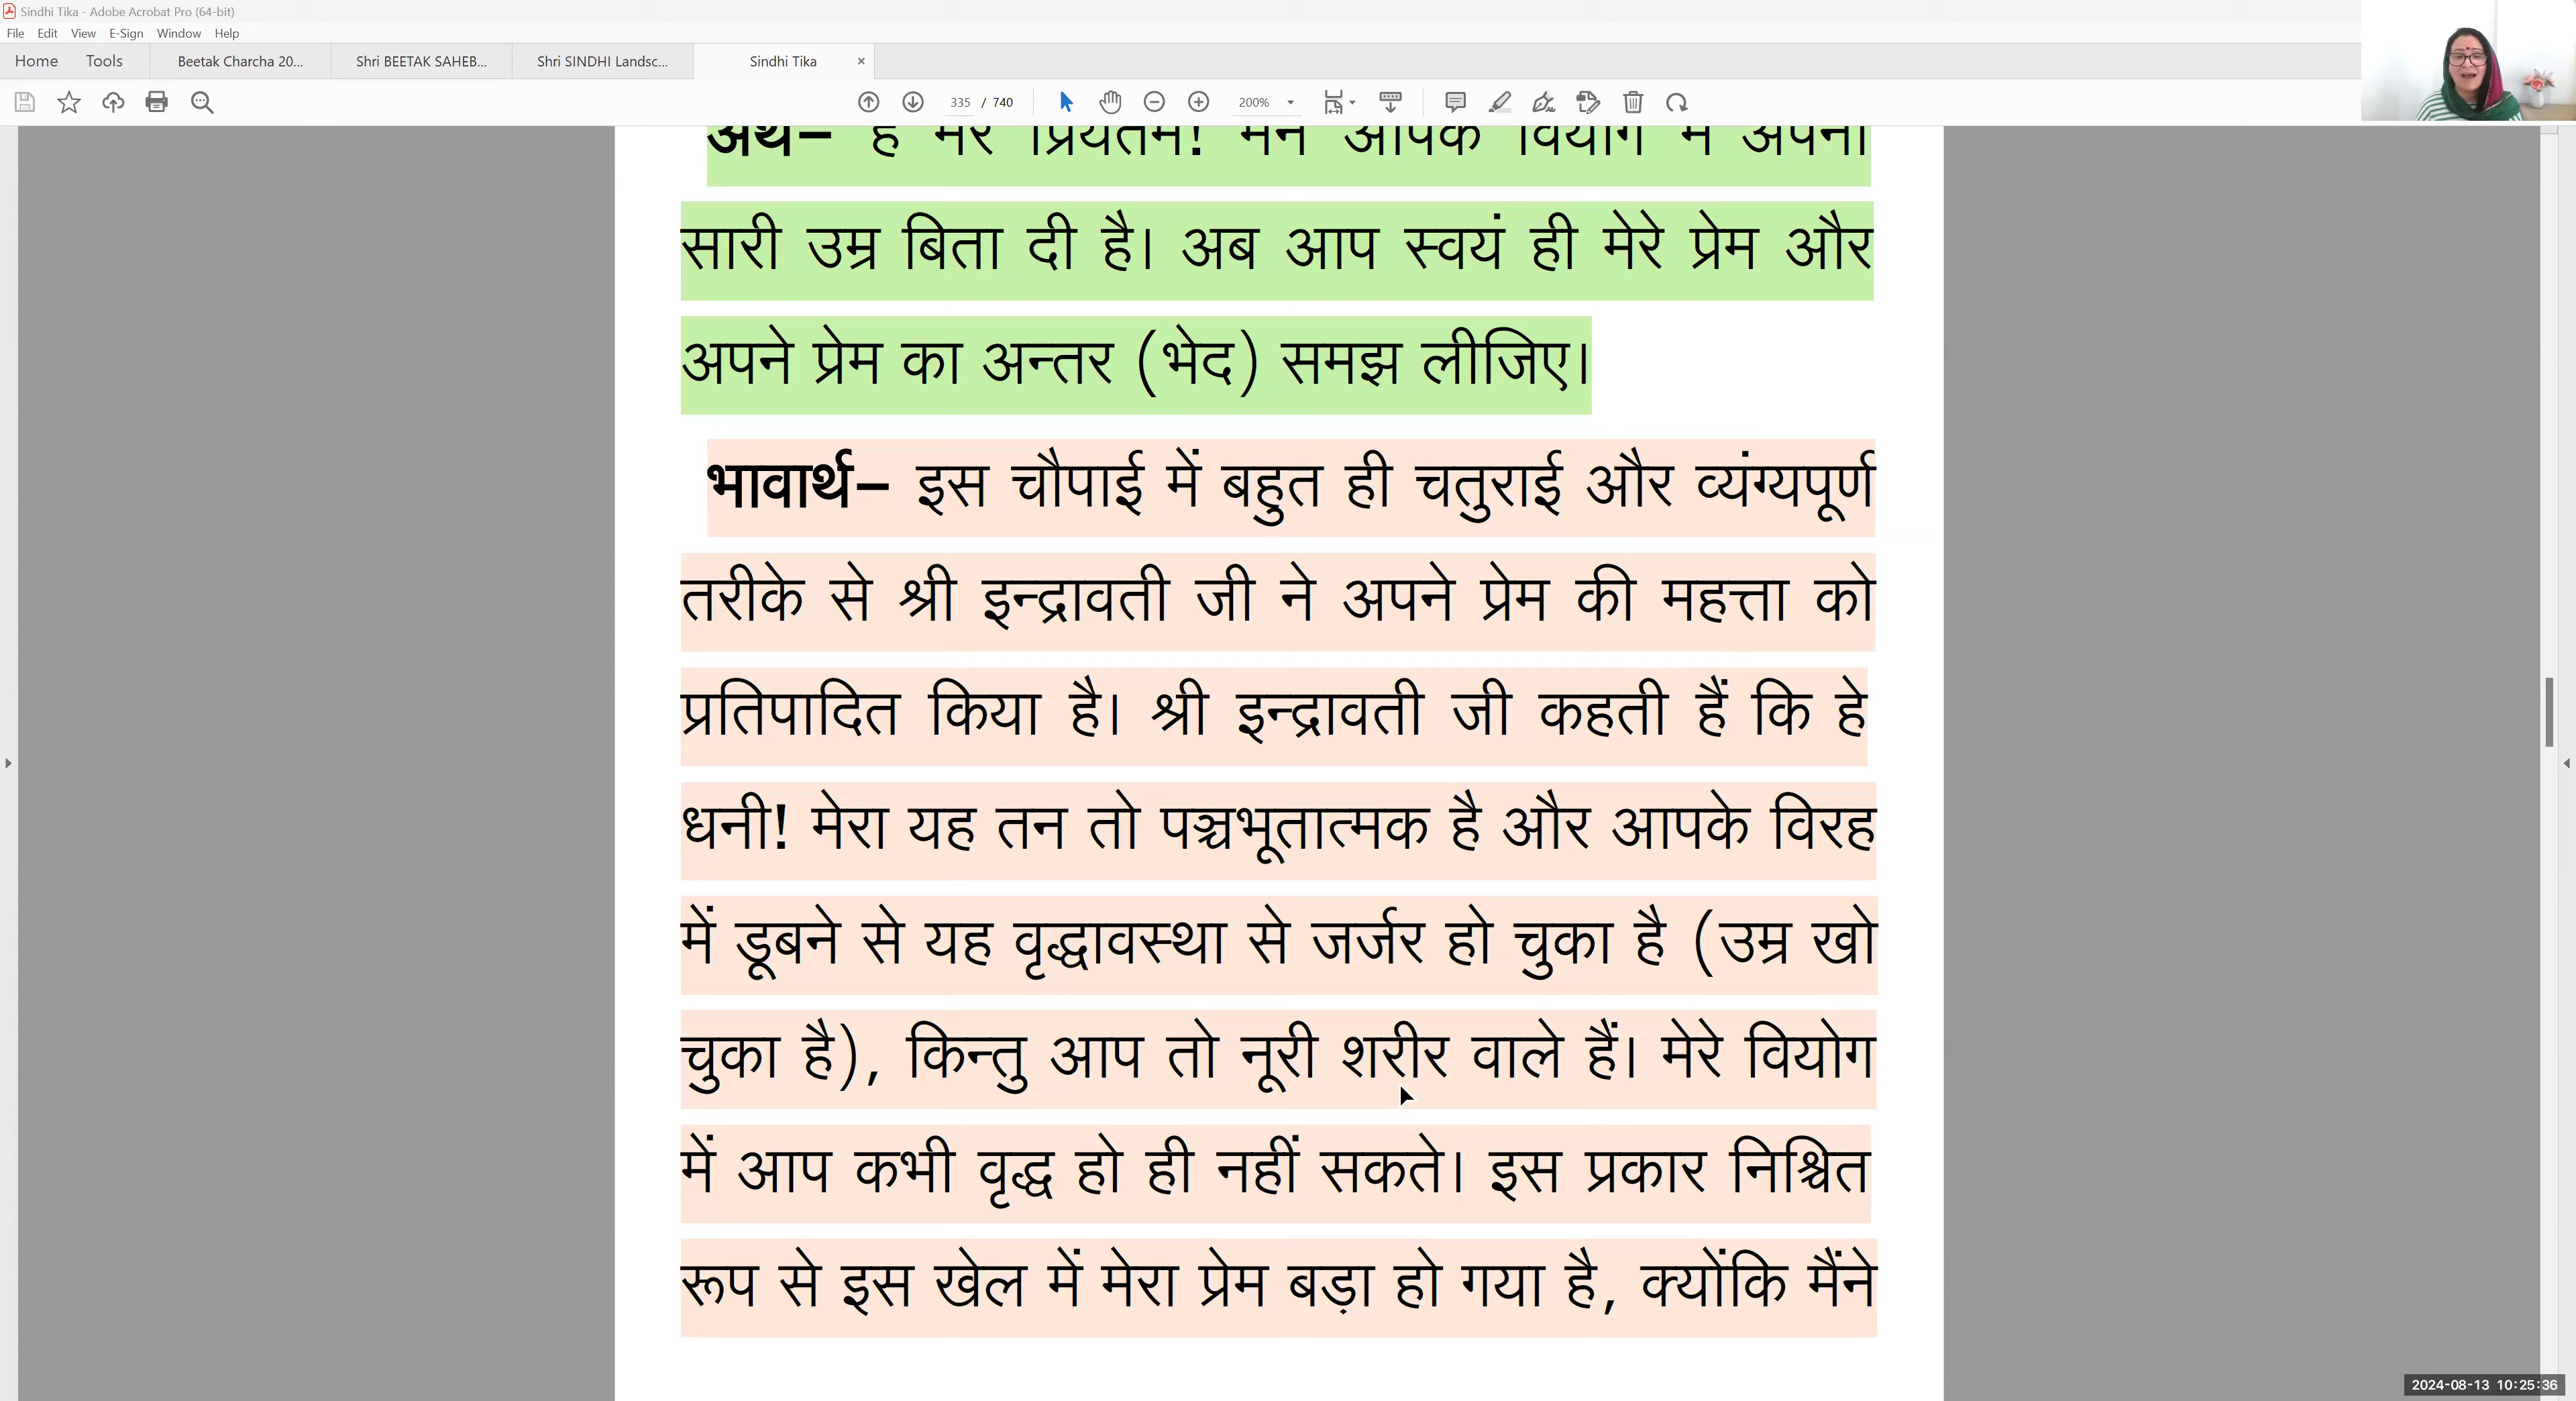 Sindhi Tika - Adobe Acrobat Pro (64-bit)
File Edit View E-Sign Window Help
Home Tools Beetak Charcha 20... Shri BEETAK SAHEB... Shri SINDHI Landsc... Sindhi Tika ×
335 / 740 200%
अर्थ– हे मेरे प्रियतम! मैंने आपके वियोग में अपनी
सारी उम्र बिता दी है। अब आप स्वयं ही मेरे प्रेम और
अपने प्रेम का अन्तर (भेद) समझ लीजिए।
भावार्थ– इस चौपाई में बहुत ही चतुराई और व्यंग्यपूर्ण
तरीके से श्री इन्द्रावती जी ने अपने प्रेम की महत्ता को
प्रतिपादित किया है। श्री इन्द्रावती जी कहती हैं कि हे
धनी! मेरा यह तन तो पञ्चभूतात्मक है और आपके विरह
में डूबने से यह वृद्धावस्था से जर्जर हो चुका है (उम्र खो
चुका है), किन्तु आप तो नूरी शरीर वाले हैं। मेरे वियोग
में आप कभी वृद्ध हो ही नहीं सकते। इस प्रकार निश्चित
रूप से इस खेल में मेरा प्रेम बड़ा हो गया है, क्योंकि मैंने
2024-08-13 10:25:36